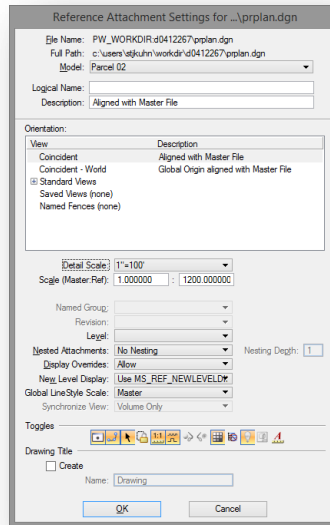 Reference Attachment Settings for ...\prplan.dgn
File Name: PW_WORKDIR:d0412267\prplan.dgn
Full Path: c:\users\stjkuhn\workdir\d0412267\prplan.dgn
Model: Parcel 02
Logical Name:
Description: Aligned with Master File
Orientation:
View Description
Coincident Aligned with Master File
Coincident - World Global Origin aligned with Master File
Standard Views
Saved Views (none)
Named Fences (none)
Detail Scale: 1"=100'
Scale (Master:Ref): 1.000000 : 1200.000000
Named Group:
Revision:
Level:
Nested Attachments: No Nesting Nesting Depth: 1
Display Overrides: Allow
New Level Display: Use MS_REF_NEWLEVELDI
Global LineStyle Scale: Master
Synchronize View: Volume Only
Toggles
1:1
Drawing Title
Create
Name: Drawing
OK Cancel